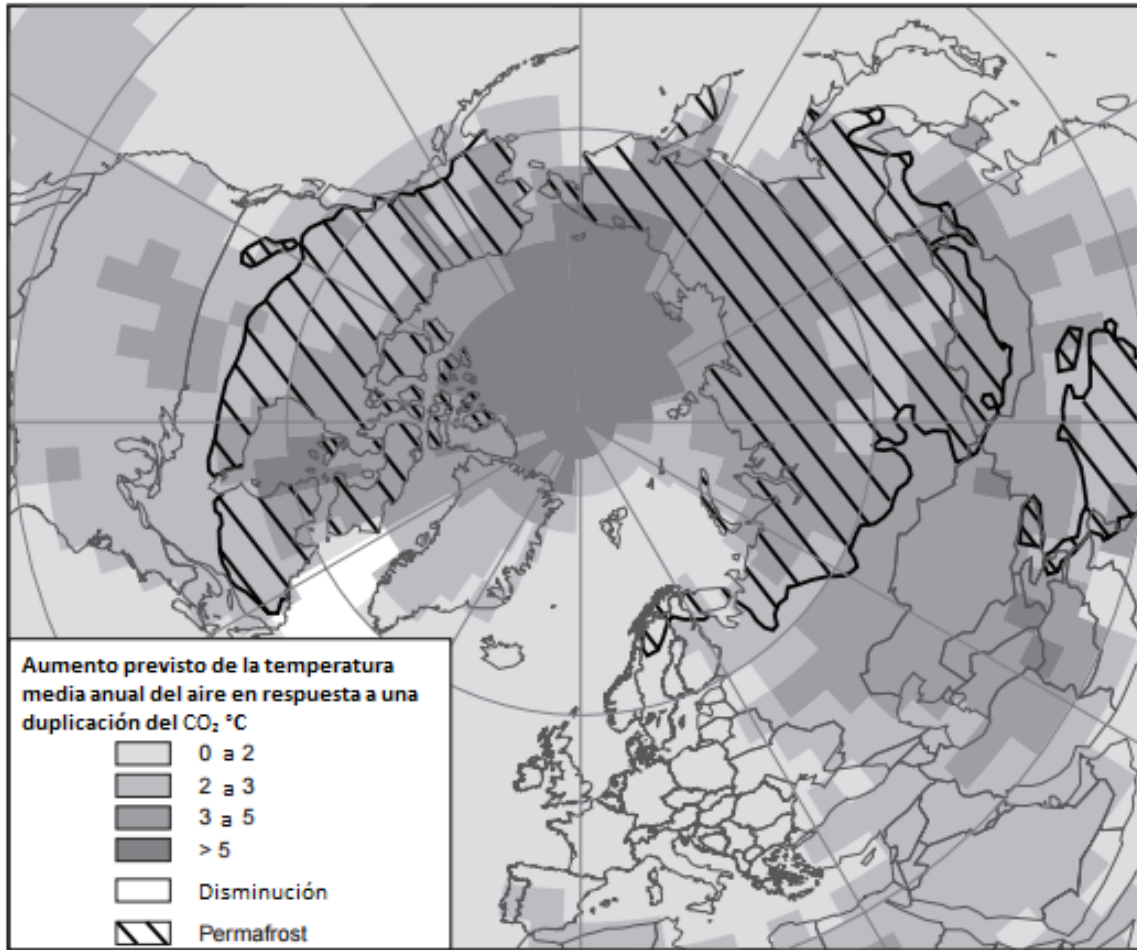 Aumento previsto de la temperatura
media anual del aire en respuesta a una
duplicación del CO₂ °C
0 a 2
2 a 3
3 a 5
> 5
Disminución
Permafrost